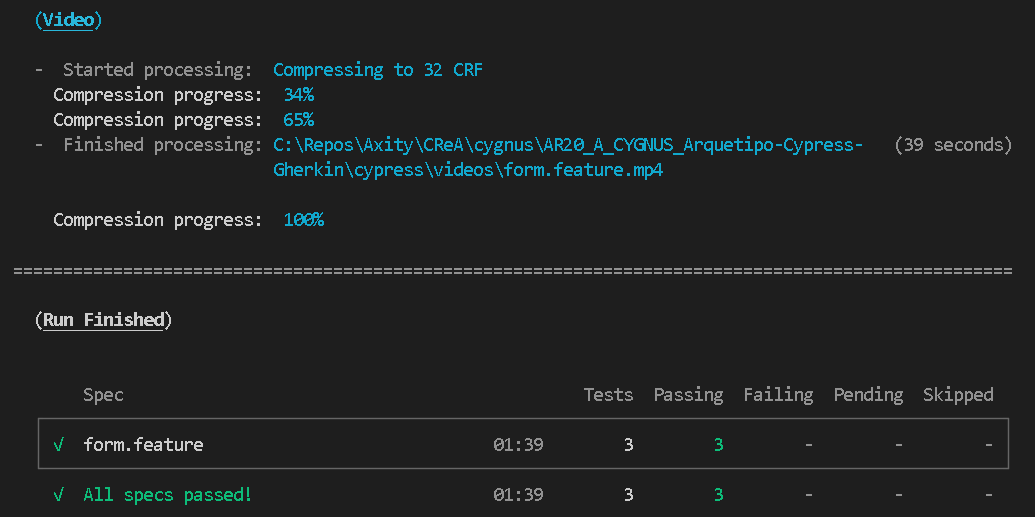 (Video)
-  Started processing:  Compressing to 32 CRF
Compression progress:  34%
Compression progress:  65%
-  Finished processing: C:\Repos\Axity\CReA\cygnus\AR20_A_CYGNUS_Arquetipo-Cypress-   (39 seconds)
Gherkin\cypress\videos\form.feature.mp4
Compression progress:  100%
====================================================================================================
(Run Finished)
Spec                                              Tests  Passing  Failing  Pending  Skipped
√  form.feature                             01:39        3        3        -        -        -
√  All specs passed!                        01:39        3        3        -        -        -